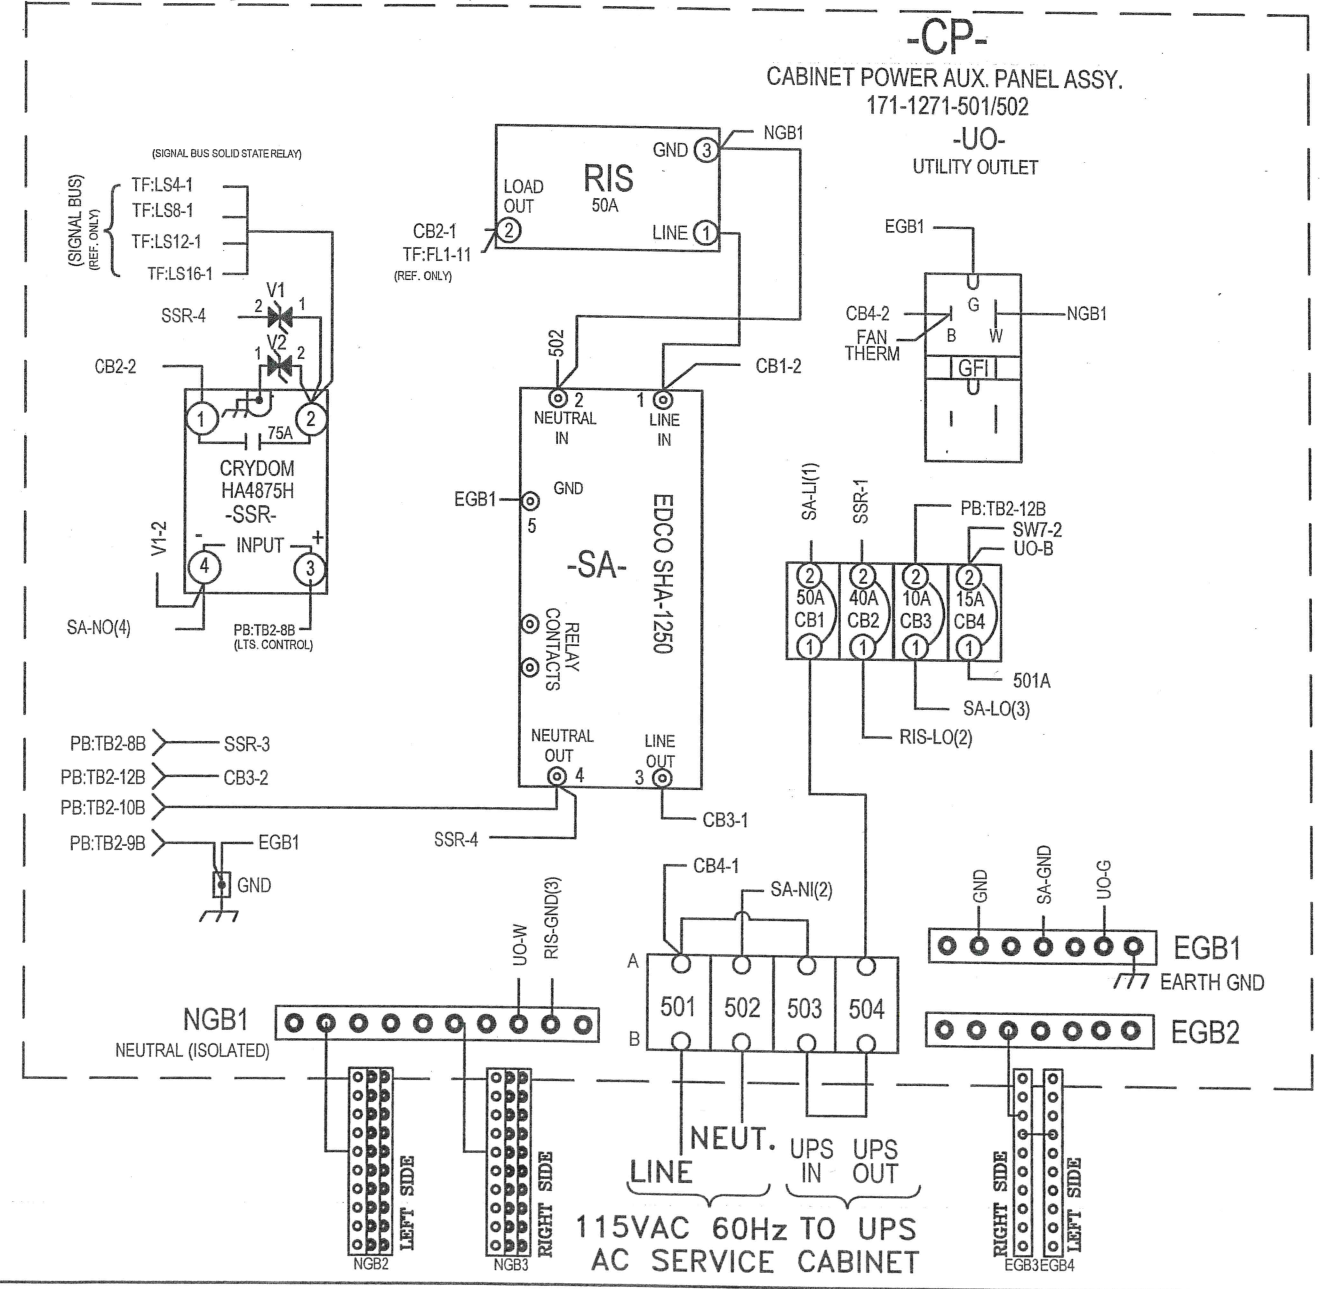 -CP-
CABINET POWER AUX. PANEL ASSY.
171-1271-501/502
-UO-
UTILITY OUTLET
(SIGNAL BUS SOLID STATE RELAY)
(SIGNAL BUS)
(REF. ONLY)
TF:LS4-1
TF:LS8-1
TF:LS12-1
TF:LS16-1
SSR-4
2
V1
1
1
V2
2
CB2-2
1
2
75A
CRYDOM
HA4875H
-SSR-
-
INPUT
+
4
3
V1-2
SA-NO(4)
PB:TB2-8B
(LTS. CONTROL)
GND
3
NGB1
RIS
50A
LOAD
OUT
2
LINE
1
CB2-1
TF:FL1-11
(REF. ONLY)
502
CB1-2
2
NEUTRAL
IN
1
LINE
IN
EGB1
GND
5
-SA-
EDCO SHA-1250
RELAY
CONTACTS
NEUTRAL
OUT
4
LINE
OUT
3
CB3-1
SSR-4
EGB1
G
CB4-2
FAN
THERM
B
W
NGB1
GFI
SA-LI(1)
SSR-1
PB:TB2-12B
SW7-2
UO-B
2
2
2
2
50A
40A
10A
15A
CB1
CB2
CB3
CB4
1
1
1
1
501A
SA-LO(3)
RIS-LO(2)
PB:TB2-8B
SSR-3
PB:TB2-12B
CB3-2
PB:TB2-10B
PB:TB2-9B
EGB1
GND
CB4-1
SA-NI(2)
A
501
502
503
504
B
UO-W
RIS-GND(3)
NGB1
NEUTRAL (ISOLATED)
GND
SA-GND
UO-G
EGB1
EARTH GND
EGB2
LEFT SIDE
NGB2
RIGHT SIDE
NGB3
LINE
NEUT.
UPS
IN
UPS
OUT
115VAC 60Hz TO UPS
AC SERVICE CABINET
RIGHT SIDE
EGB3
LEFT SIDE
EGB4